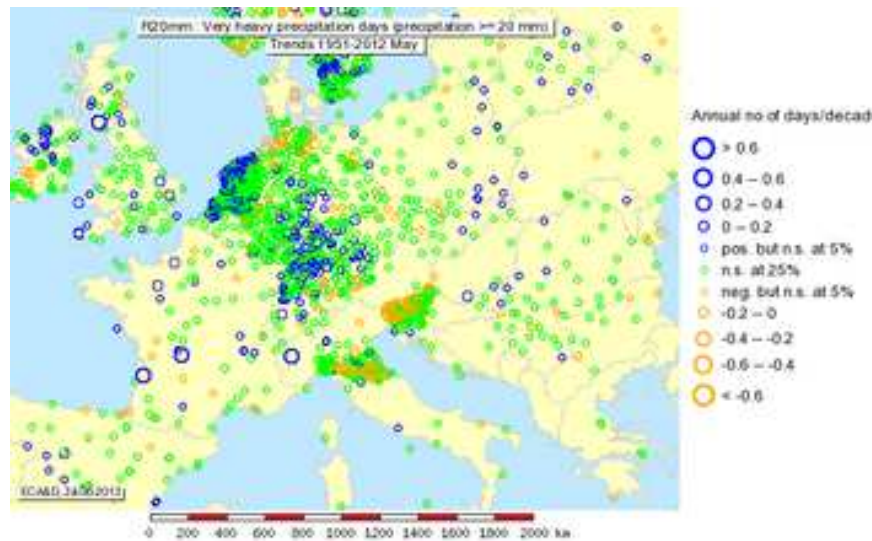 R20mm : Very heavy precipitation days (precipitation >= 20 mm)
Trends 1951-2012 May
Annual no of days/decad
> 0.6
0.4 -- 0.6
0.2 -- 0.4
0 -- 0.2
pos. but n.s. at 5%
n.s. at 25%
neg. but n.s. at 5%
-0.2 -- 0
-0.4 -- -0.2
-0.6 -- -0.4
< -0.6
ECA&D
0 200 400 600 800 1000 1200 1400 1600 1800 2000 km